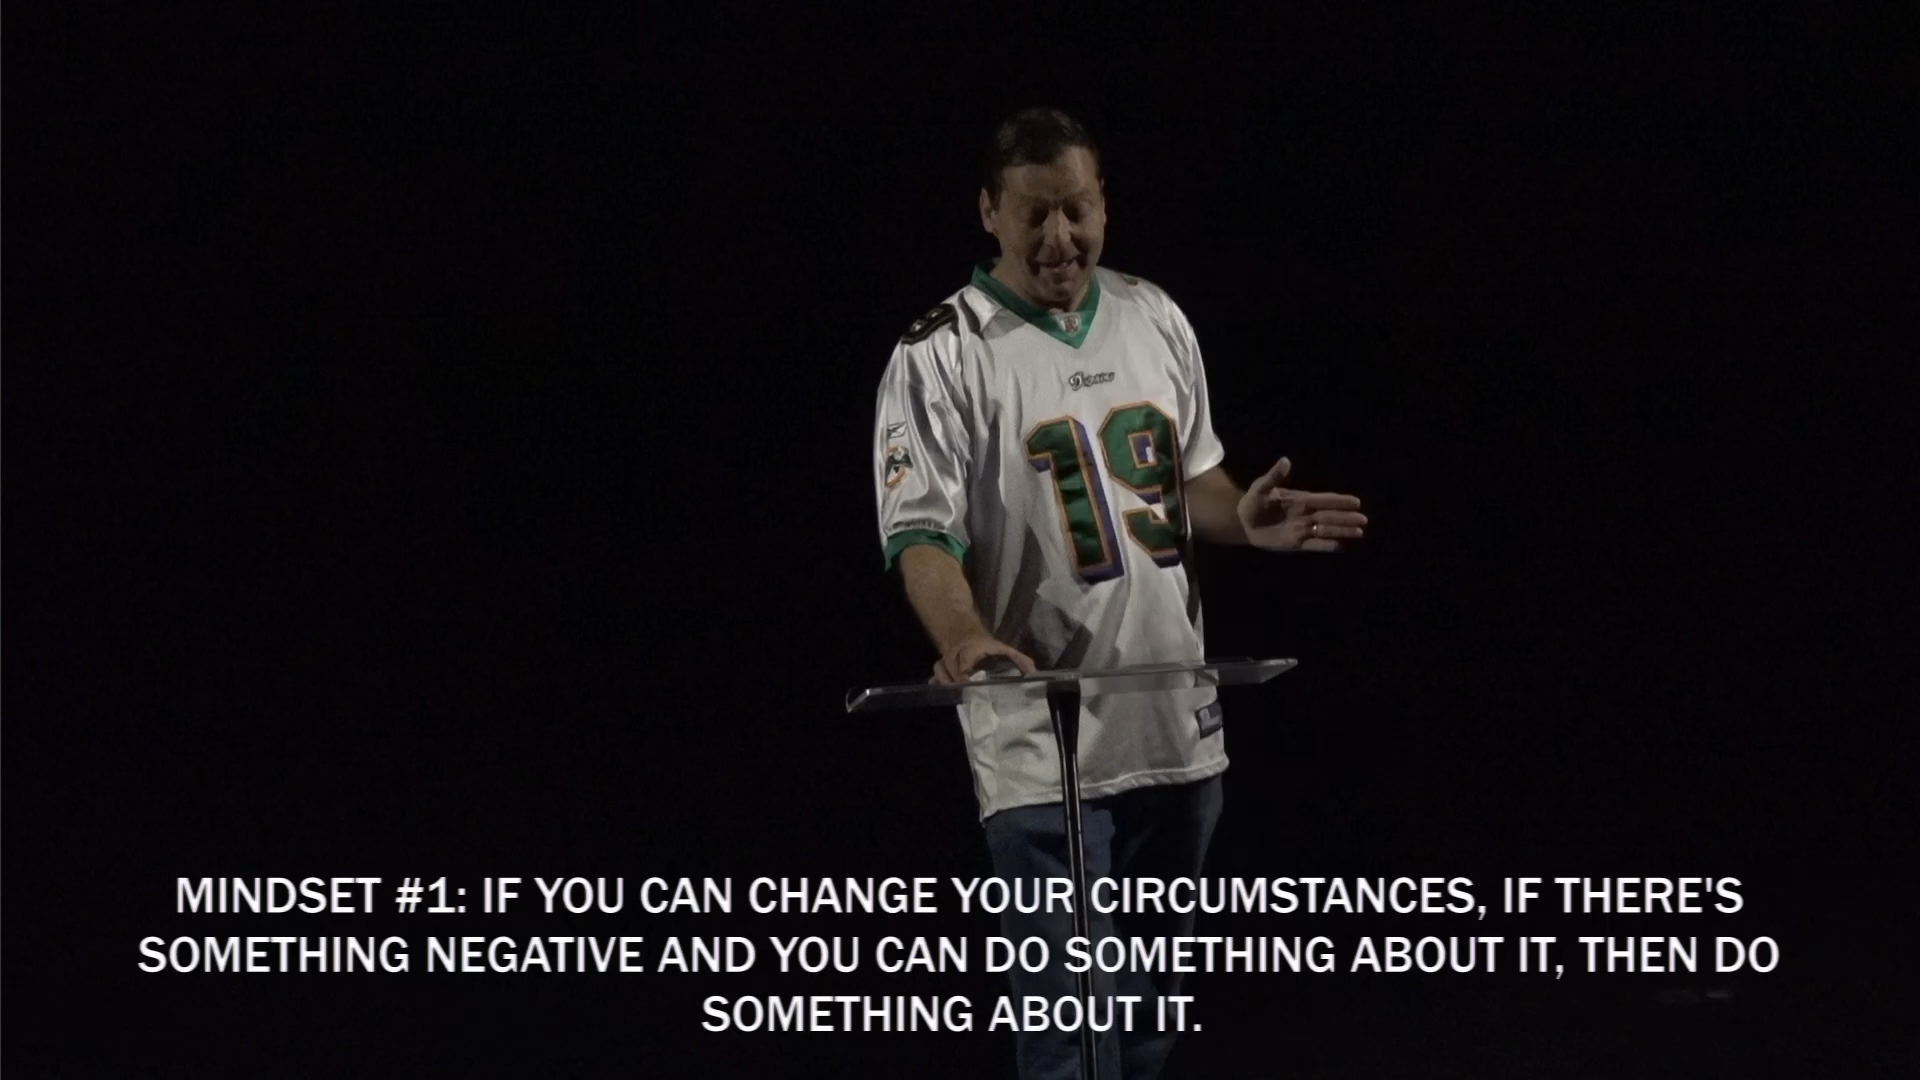 Dolphins
19
MINDSET #1: IF YOU CAN CHANGE YOUR CIRCUMSTANCES, IF THERE'S
SOMETHING NEGATIVE AND YOU CAN DO SOMETHING ABOUT IT, THEN DO
SOMETHING ABOUT IT.